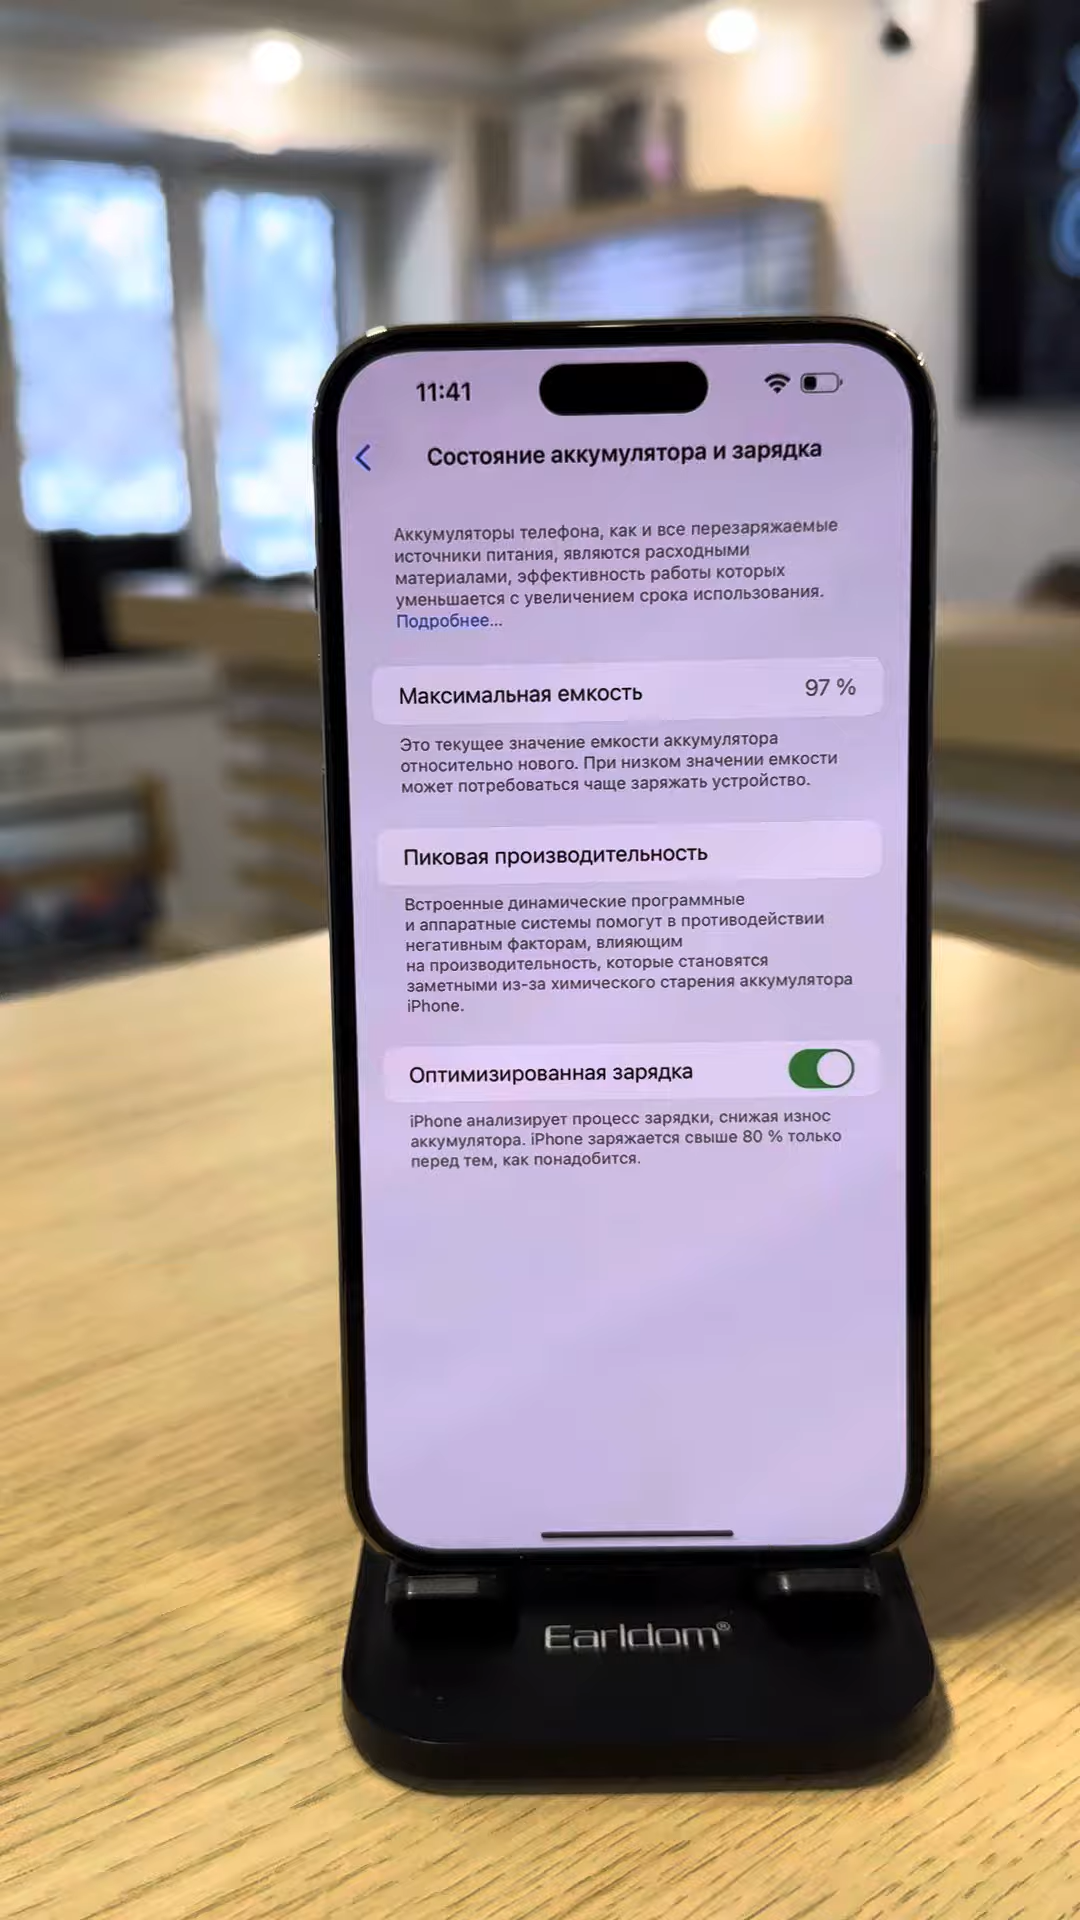 11:41
Состояние аккумулятора и зарядка
Аккумуляторы телефона, как и все перезаряжаемые
источники питания, являются расходными
материалами, эффективность работы которых
уменьшается с увеличением срока использования.
Подробнее...
Максимальная емкость 97 %
Это текущее значение емкости аккумулятора
относительно нового. При низком значении емкости
может потребоваться чаще заряжать устройство.
Пиковая производительность
Встроенные динамические программные
и аппаратные системы помогут в противодействии
негативным факторам, влияющим
на производительность, которые становятся
заметными из-за химического старения аккумулятора
iPhone.
Оптимизированная зарядка
iPhone анализирует процесс зарядки, снижая износ
аккумулятора. iPhone заряжается свыше 80 % только
перед тем, как понадобится.
Earldom®